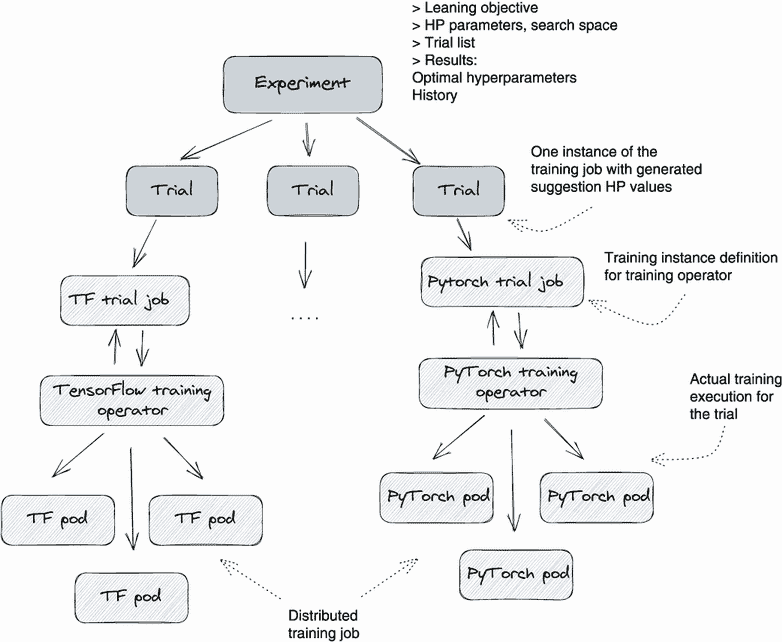 > Leaning objective
> HP parameters, search space
> Trial list
> Results:
Optimal hyperparameters
History
Experiment
One instance of the
training job with generated
suggestion HP values
Trial
Trial
Trial
Training instance definition
for training operator
TF trial job
Pytorch trial job
....
TensorFlow training
operator
PyTorch training
operator
Actual training
execution for
the trial
TF pod
TF pod
PyTorch pod
PyTorch pod
TF pod
PyTorch pod
Distributed
training job